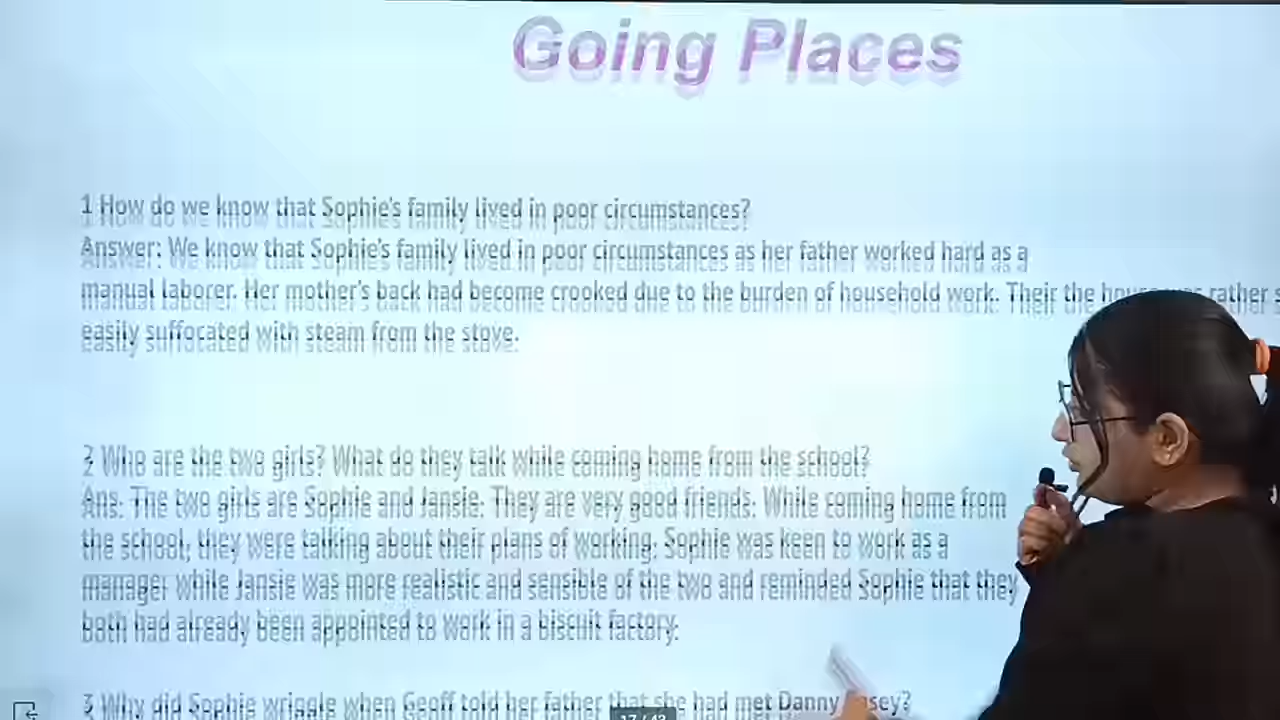 Going Places
1 How do we know that Sophie's family lived in poor circumstances?
Answer: We know that Sophie's family lived in poor circumstances as her father worked hard as a
manual laborer. Her mother's back had become crooked due to the burden of household work. Their the rather
easily suffocated with steam from the stove.
2 Who are the two girls? What do they talk while coming home from the school?
Ans. The two girls are Sophie and Jansie. They are very good friends. While coming home from
the school, they were talking about their plans of working. Sophie was keen to work as a
manager while Jansie was more realistic and sensible of the two and reminded Sophie that they
both had already been appointed to work in a biscuit factory.
3 Why did Sophie wriggle when Geoff told her father that she had met Danny
17 / 43